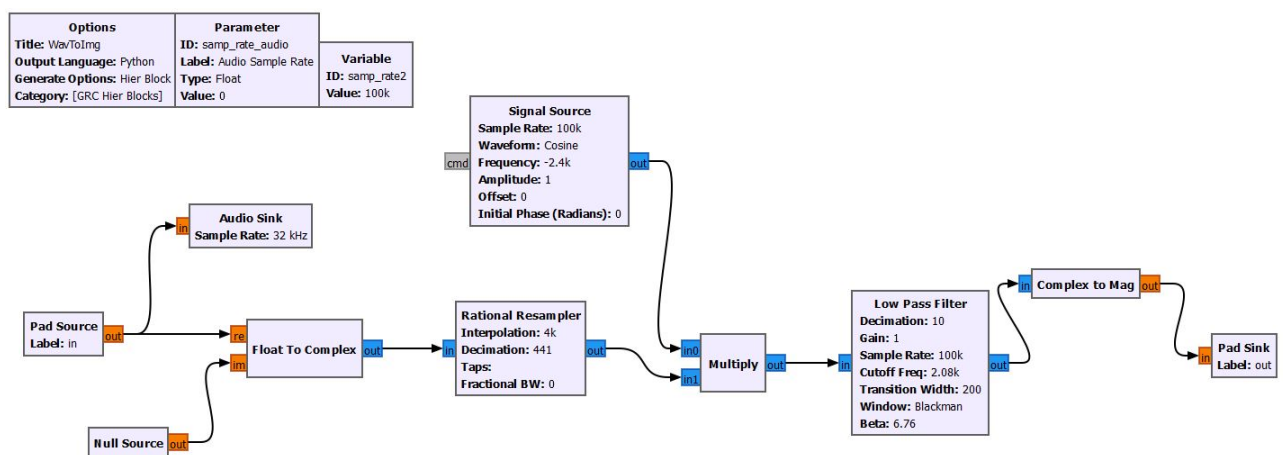 Options
Title: WavToImg
Output Language: Python
Generate Options: Hier Block
Category: [GRC Hier Blocks]
Parameter
ID: samp_rate_audio
Label: Audio Sample Rate
Type: Float
Value: 0
Variable
ID: samp_rate2
Value: 100k
Signal Source
Sample Rate: 100k
Waveform: Cosine
Frequency: -2.4k
Amplitude: 1
Offset: 0
Initial Phase (Radians): 0
cmd
out
Audio Sink
Sample Rate: 32 kHz
in
Pad Source
Label: in
out
Float To Complex
re
im
out
Null Source
out
Rational Resampler
Interpolation: 4k
Decimation: 441
Taps:
Fractional BW: 0
in
out
Multiply
in0
in1
out
Low Pass Filter
Decimation: 10
Gain: 1
Sample Rate: 100k
Cutoff Freq: 2.08k
Transition Width: 200
Window: Blackman
Beta: 6.76
in
out
Complex to Mag
in
out
Pad Sink
Label: out
in